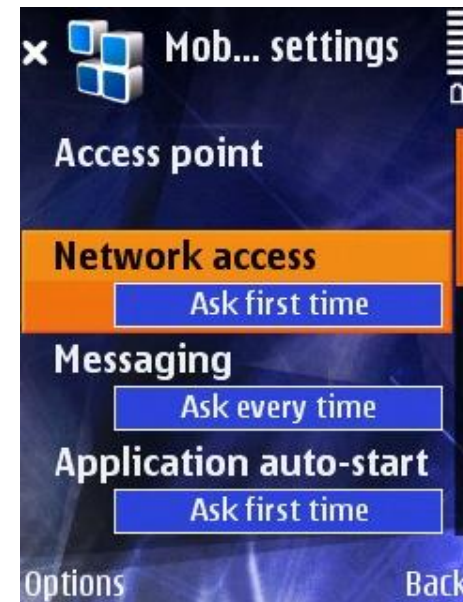 Mob... settings
Access point
Network access
Ask first time
Messaging
Ask every time
Application auto-start
Ask first time
Options
Back